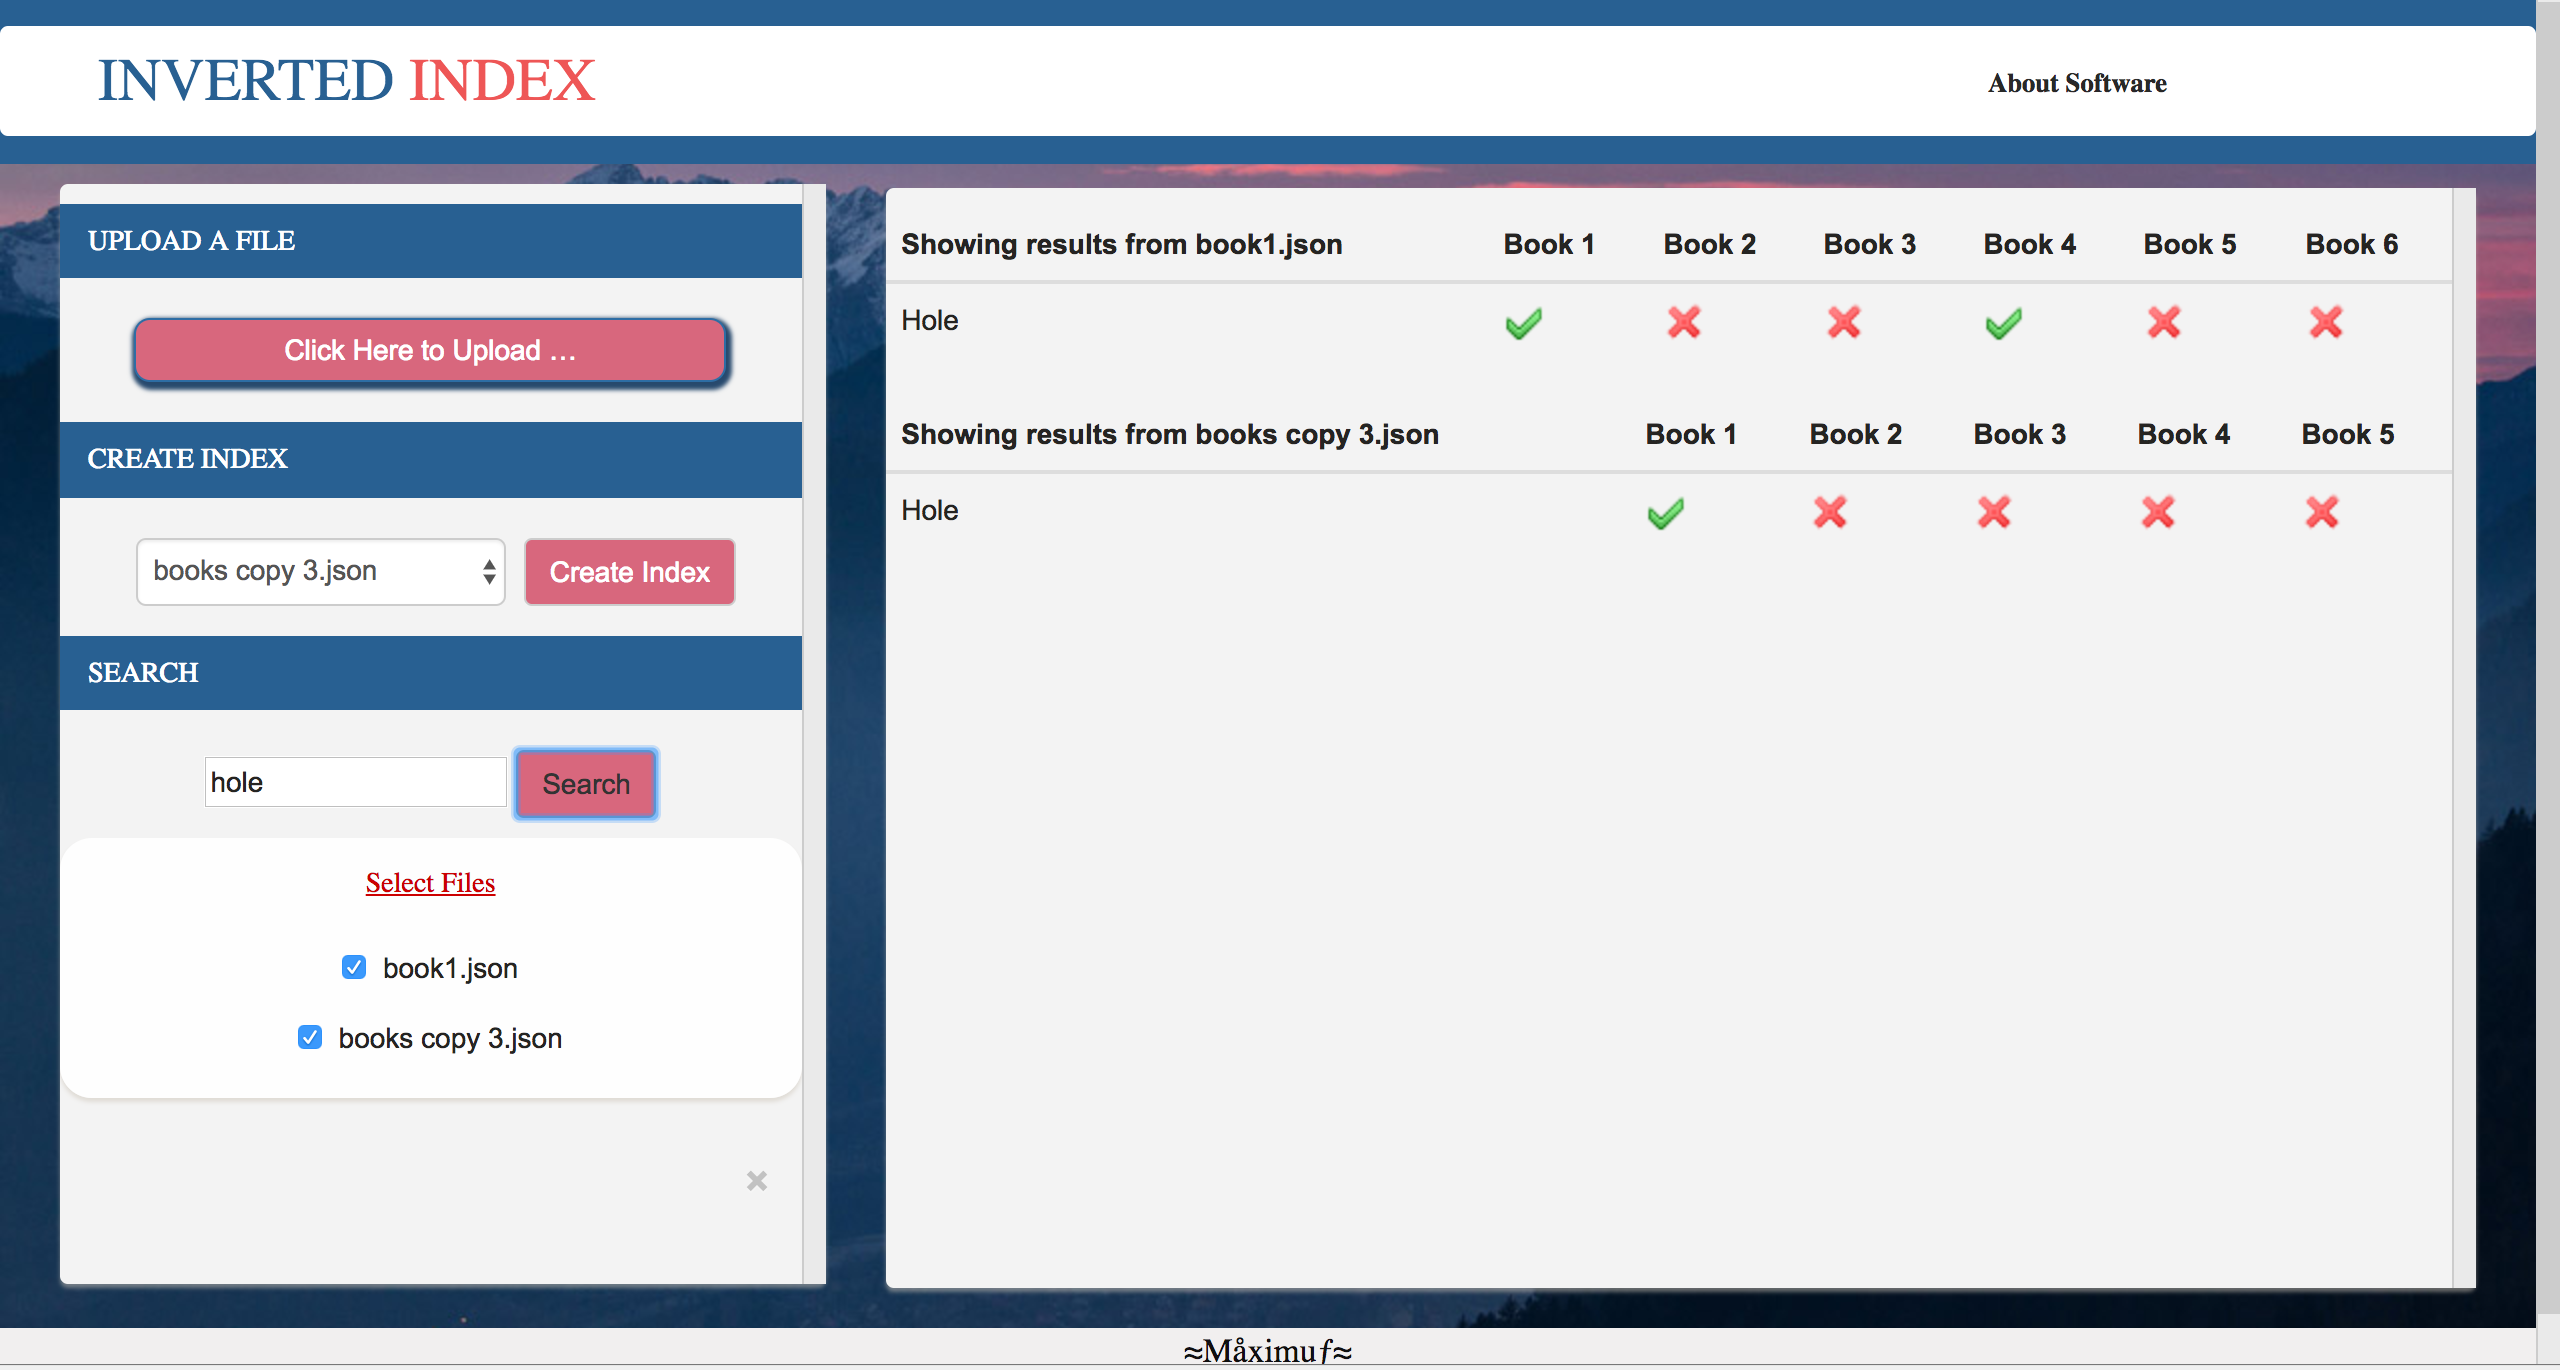 INVERTED INDEX
About Software
UPLOAD A FILE
Click Here to Upload ...
CREATE INDEX
books copy 3.json
Create Index
SEARCH
hole
Search
Select Files
book1.json
books copy 3.json
Showing results from book1.json Book 1 Book 2 Book 3 Book 4 Book 5 Book 6
Hole
Showing results from books copy 3.json Book 1 Book 2 Book 3 Book 4 Book 5
Hole
≈Måximuƒ≈